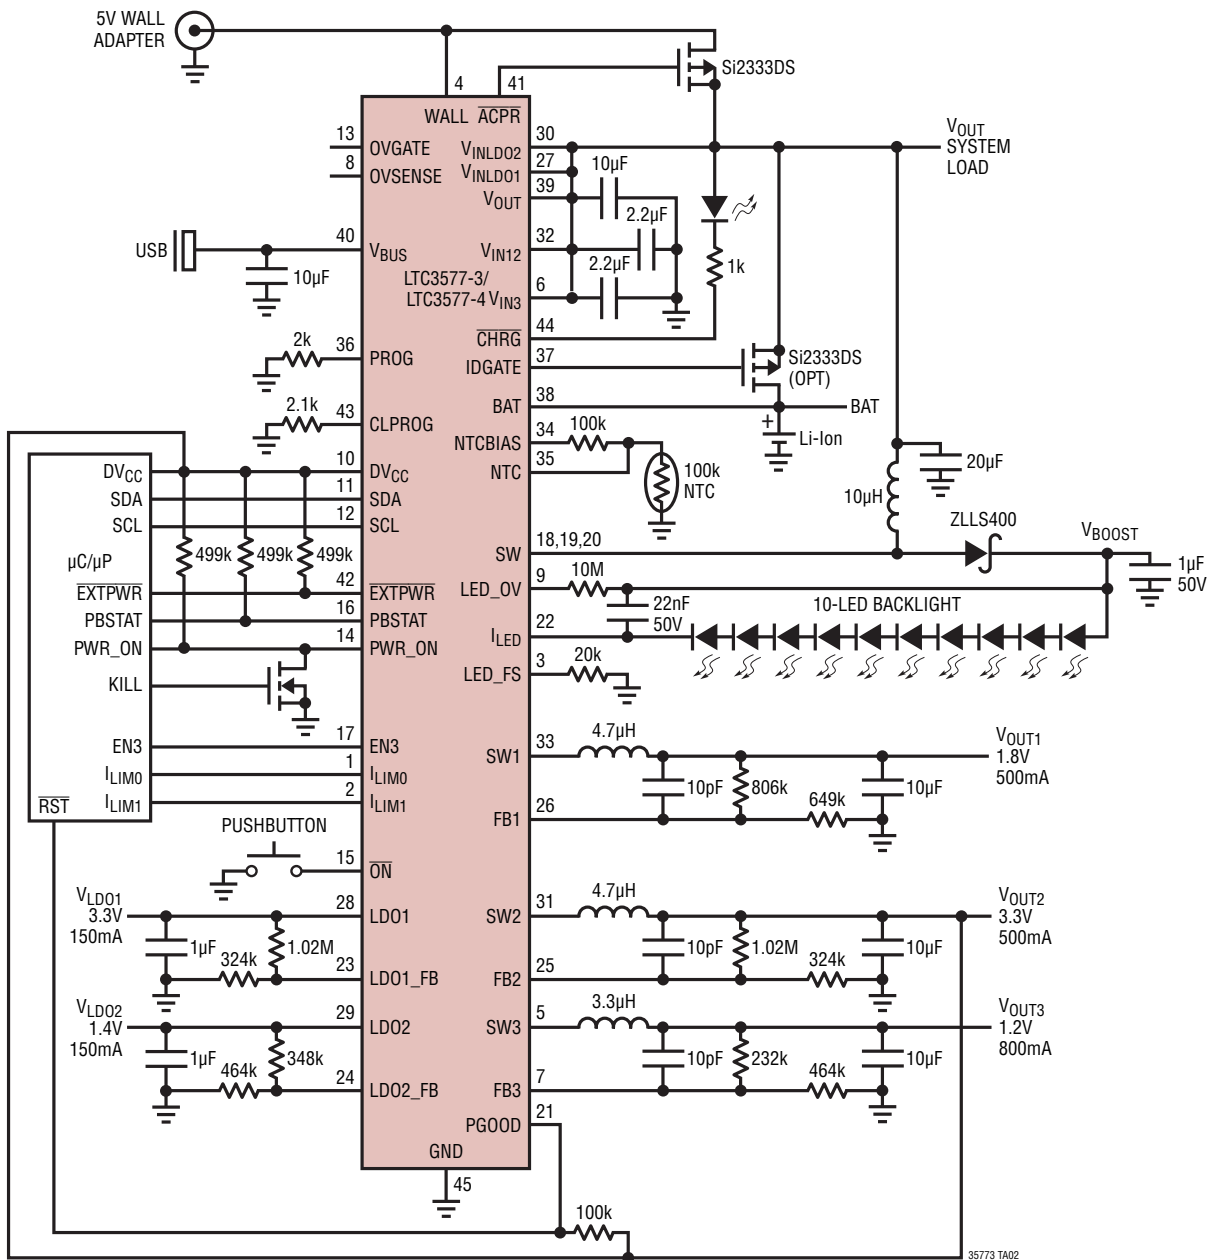 5V WALL
ADAPTER
Si2333DS
4
41
WALL
ACPR
13
OVGATE
8
OVSENSE
30
VINLDO2
27
VINLDO1
39
VOUT
10µF
2.2µF
2.2µF
VOUT
SYSTEM
LOAD
USB
40
VBUS
10µF
32
VIN12
LTC3577-3/
LTC3577-4
6
VIN3
1k
44
CHRG
2k
36
PROG
37
IDGATE
Si2333DS
(OPT)
38
BAT
BAT
+
Li-Ion
2.1k
43
CLPROG
34
NTCBIAS
100k
35
NTC
100k
NTC
20µF
10µH
ZLLS400
VBOOST
1µF
50V
DVCC
10
DVCC
SDA
11
SDA
SCL
12
SCL
µC/µP
499k
499k
499k
18,19,20
SW
EXTPWR
42
EXTPWR
9
LED_OV
10M
22nF
50V
10-LED BACKLIGHT
PBSTAT
16
PBSTAT
22
ILED
PWR_ON
14
PWR_ON
3
LED_FS
20k
KILL
EN3
17
EN3
ILIM0
1
ILIM0
ILIM1
2
ILIM1
RST
33
SW1
4.7µH
10pF
806k
649k
10µF
26
FB1
VOUT1
1.8V
500mA
PUSHBUTTON
15
ON
VLDO1
3.3V
150mA
28
LDO1
1µF
1.02M
324k
23
LDO1_FB
31
SW2
4.7µH
10pF
1.02M
324k
10µF
25
FB2
VOUT2
3.3V
500mA
VLDO2
1.4V
150mA
29
LDO2
1µF
348k
464k
24
LDO2_FB
5
SW3
3.3µH
10pF
232k
464k
10µF
7
FB3
VOUT3
1.2V
800mA
21
PGOOD
GND
45
100k
35773 TA02